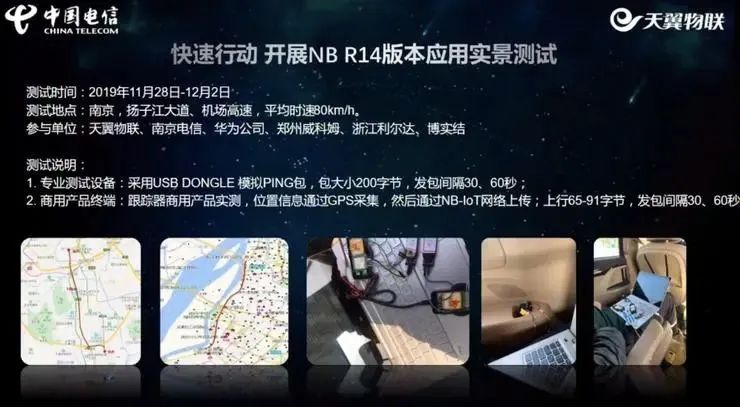 中国电信
CHINA TELECOM
天翼物联
快速行动 开展NB R14版本应用实景测试
测试时间：2019年11月28日-12月2日
测试地点：南京，扬子江大道、机场高速，平均时速80km/h。
参与单位：天翼物联、南京电信、华为公司、郑州威科姆、浙江利尔达、博实结
测试说明：
1. 专业测试设备：采用USB DONGLE 模拟PING包，包大小200字节，发包间隔30、60秒；
2. 商用产品终端：跟踪器商用产品实测，位置信息通过GPS采集，然后通过NB-IoT网络上传；上行65-91字节，发包间隔30、60秒